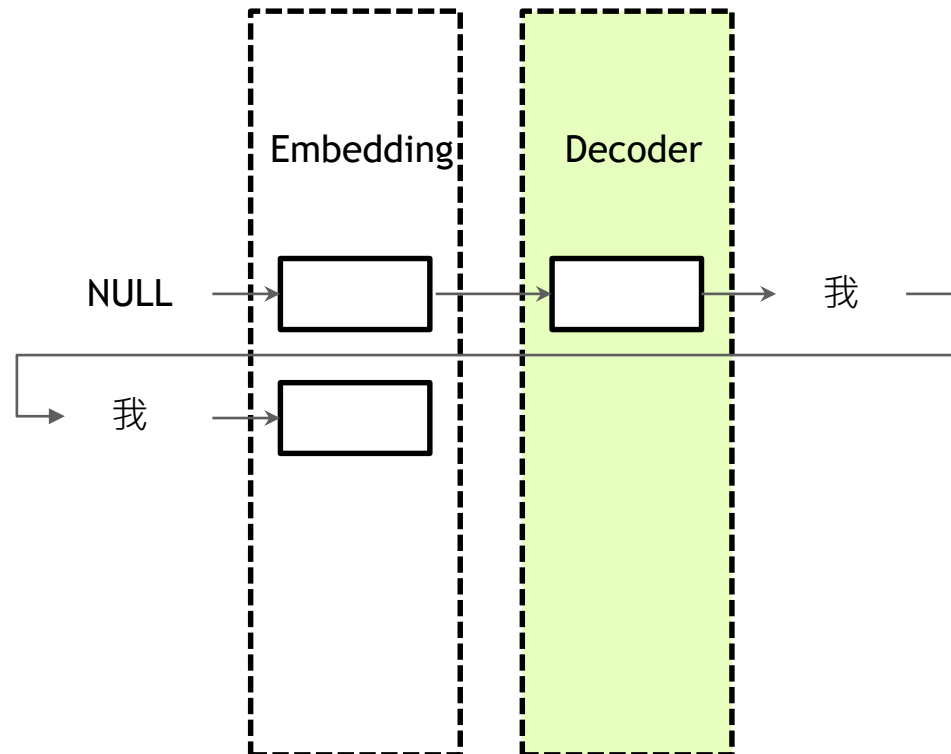 Embedding
Decoder
NULL
我
我